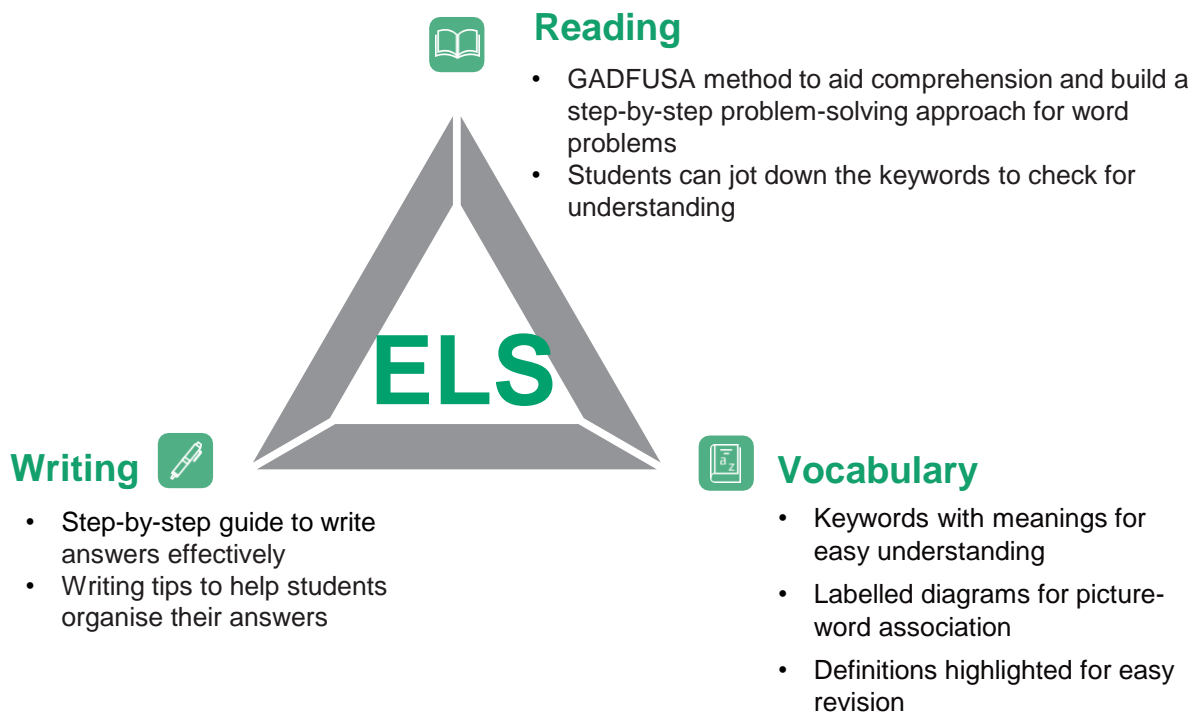 Reading
• GADFUSA method to aid comprehension and build a
step-by-step problem-solving approach for word
problems
• Students can jot down the keywords to check for
understanding
ELS
Writing
• Step-by-step guide to write
answers effectively
• Writing tips to help students
organise their answers
a
z
Vocabulary
• Keywords with meanings for
easy understanding
• Labelled diagrams for picture-
word association
• Definitions highlighted for easy
revision